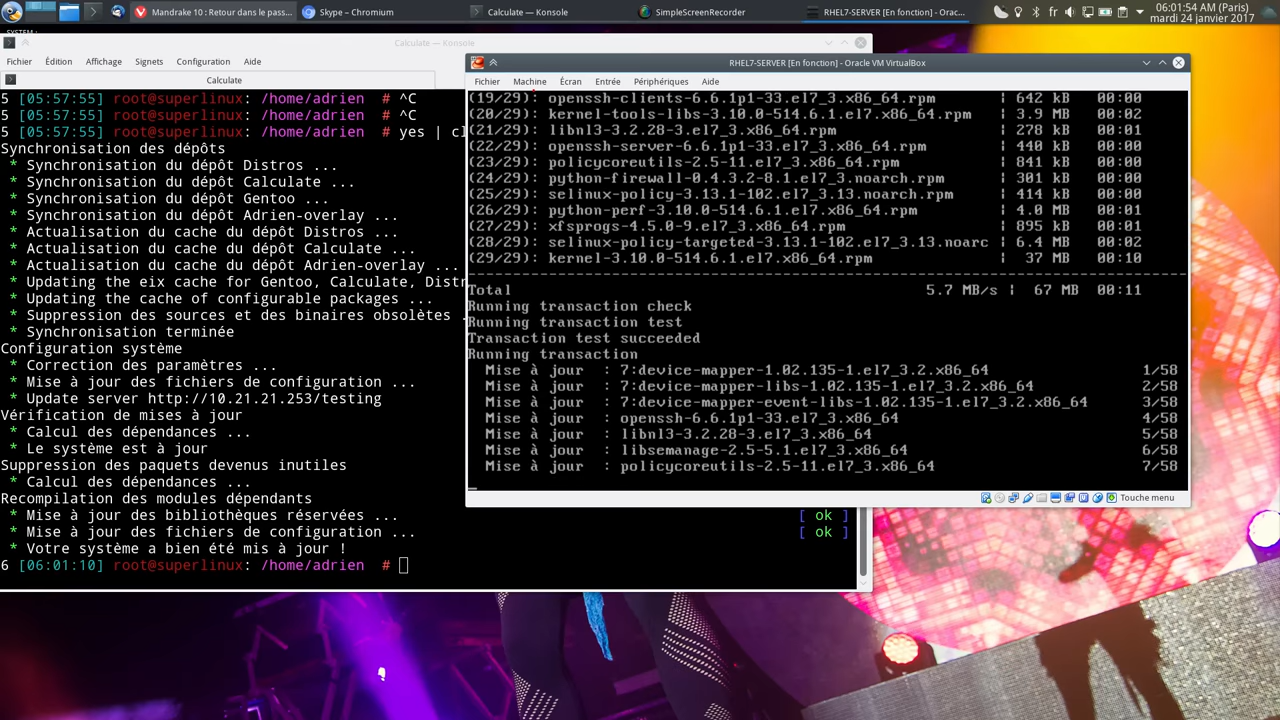 Mandrake 10 : Retour dans le pass...
Skype – Chromium
Calculate — Konsole
SimpleScreenRecorder
RHEL7-SERVER [En fonction] - Orac...
fr
06:01:54 AM (Paris)
mardi 24 janvier 2017
Calculate — Konsole
Fichier Édition Affichage Signets Configuration Aide
Calculate
5 [05:57:55] root@superlinux: /home/adrien # ^C
5 [05:57:55] root@superlinux: /home/adrien # ^C
5 [05:57:55] root@superlinux: /home/adrien # yes | cl
Synchronisation des dépôts
* Synchronisation du dépôt Distros ...
* Synchronisation du dépôt Calculate ...
* Synchronisation du dépôt Gentoo ...
* Synchronisation du dépôt Adrien-overlay ...
* Actualisation du cache du dépôt Distros ...
* Actualisation du cache du dépôt Calculate ...
* Actualisation du cache du dépôt Adrien-overlay ...
* Updating the eix cache for Gentoo, Calculate, Distr
* Updating the cache of configurable packages ...
* Suppression des sources et des binaires obsolètes .
* Synchronisation terminée
Configuration système
* Correction des paramètres ...
* Mise à jour des fichiers de configuration ...
* Update server http://10.21.21.253/testing
Vérification de mises à jour
* Calcul des dépendances ...
* Le système est à jour
Suppression des paquets devenus inutiles
* Calcul des dépendances ...
Recompilation des modules dépendants
* Mise à jour des bibliothèques réservées ... [ ok ]
* Mise à jour des fichiers de configuration ... [ ok ]
* Votre système a bien été mis à jour !
6 [06:01:10] root@superlinux: /home/adrien #
RHEL7-SERVER [En fonction] - Oracle VM VirtualBox
Fichier Machine Écran Entrée Périphériques Aide
(19/29): openssh-clients-6.6.1p1-33.el7_3.x86_64.rpm | 642 kB 00:00
(20/29): kernel-tools-libs-3.10.0-514.6.1.el7.x86_64.rpm | 3.9 MB 00:02
(21/29): libnl3-3.2.28-3.el7_3.x86_64.rpm | 278 kB 00:01
(22/29): openssh-server-6.6.1p1-33.el7_3.x86_64.rpm | 440 kB 00:00
(23/29): policycoreutils-2.5-11.el7_3.x86_64.rpm | 841 kB 00:00
(24/29): python-firewall-0.4.3.2-8.1.el7_3.noarch.rpm | 301 kB 00:00
(25/29): selinux-policy-3.13.1-102.el7_3.13.noarch.rpm | 414 kB 00:00
(26/29): python-perf-3.10.0-514.6.1.el7.x86_64.rpm | 4.0 MB 00:01
(27/29): xfsprogs-4.5.0-9.el7_3.x86_64.rpm | 895 kB 00:01
(28/29): selinux-policy-targeted-3.13.1-102.el7_3.13.noarc | 6.4 MB 00:02
(29/29): kernel-3.10.0-514.6.1.el7.x86_64.rpm | 37 MB 00:10
--------------------------------------------------------------------------------
Total 5.7 MB/s | 67 MB 00:11
Running transaction check
Running transaction test
Transaction test succeeded
Running transaction
Mise à jour : 7:device-mapper-1.02.135-1.el7_3.2.x86_64 1/58
Mise à jour : 7:device-mapper-libs-1.02.135-1.el7_3.2.x86_64 2/58
Mise à jour : 7:device-mapper-event-libs-1.02.135-1.el7_3.2.x86_64 3/58
Mise à jour : openssh-6.6.1p1-33.el7_3.x86_64 4/58
Mise à jour : libnl3-3.2.28-3.el7_3.x86_64 5/58
Mise à jour : libsemanage-2.5-5.1.el7_3.x86_64 6/58
Mise à jour : policycoreutils-2.5-11.el7_3.x86_64 7/58
Touche menu